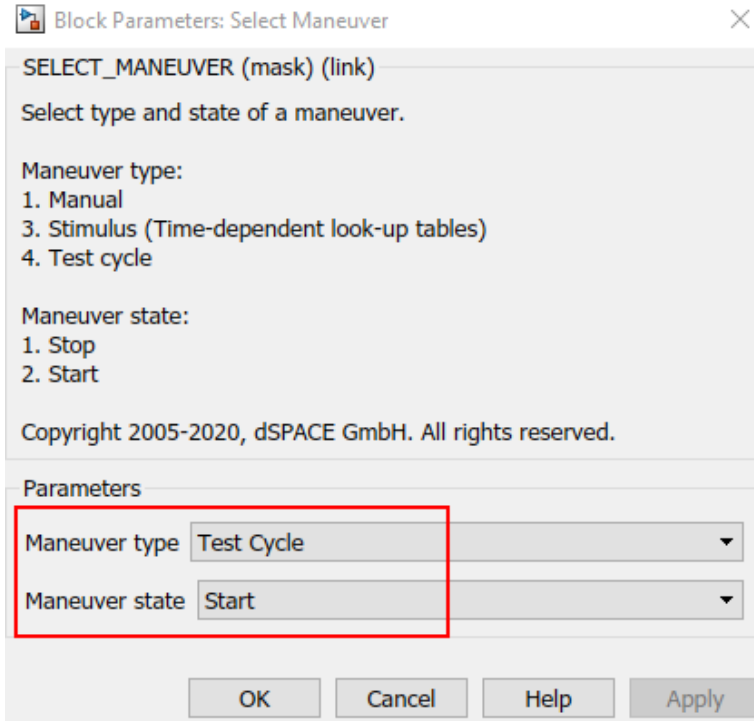 Block Parameters: Select Maneuver
SELECT_MANEUVER (mask) (link)
Select type and state of a maneuver.
Maneuver type:
1. Manual
3. Stimulus (Time-dependent look-up tables)
4. Test cycle
Maneuver state:
1. Stop
2. Start
Copyright 2005-2020, dSPACE GmbH. All rights reserved.
Parameters
Maneuver type Test Cycle
Maneuver state Start
OK Cancel Help Apply